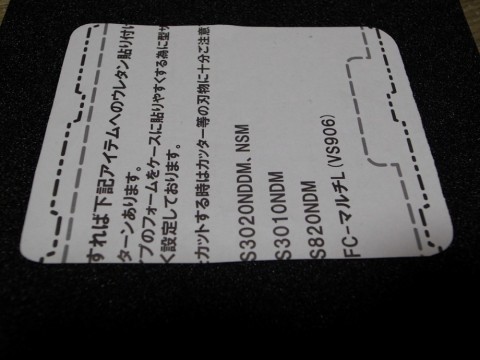 すれば下記アイテムへのウレタン貼り付け
ターンあります。
プのフォームをケースに貼りやすくする為に型サ
く設定しております。
カットする時はカッター等の刃物に十分ご注意
S3020NDDM、NSM
S3010NDM
S820NDM
FC-マルチL(VS906)